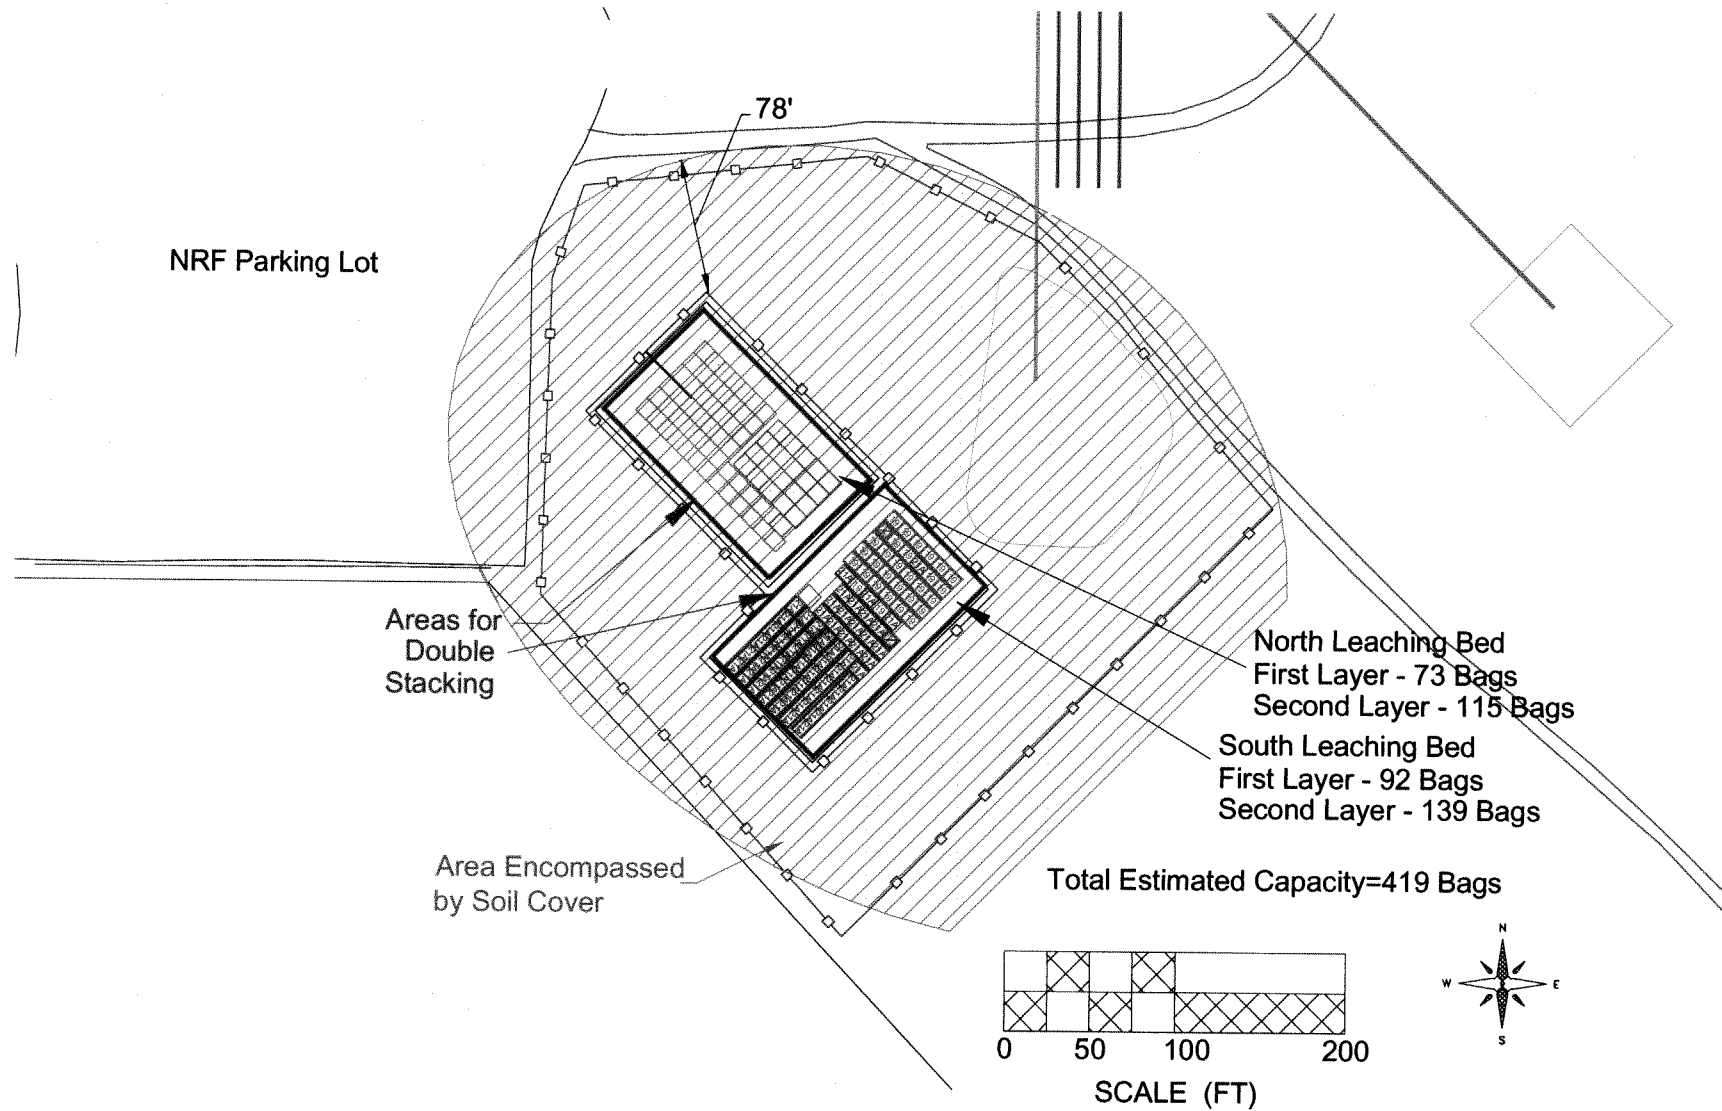 78'
NRF Parking Lot
Areas for
Double
Stacking
North Leaching Bed
First Layer - 73 Bags
Second Layer - 115 Bags
South Leaching Bed
First Layer - 92 Bags
Second Layer - 139 Bags
Area Encompassed
by Soil Cover
Total Estimated Capacity=419 Bags
N
W E
S
0 50 100 200
SCALE (FT)